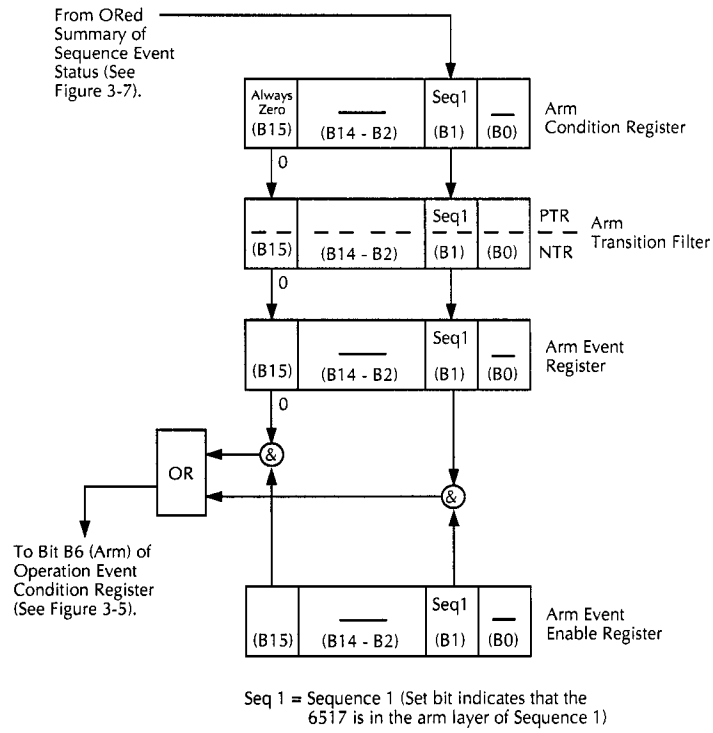 From ORed
Summary of
Sequence Event
Status (See
Figure 3-7).
Always
Zero
(B15)
(B14 - B2)
Seq1
(B1)
(B0)
Arm
Condition Register
0
(B15)
(B14 - B2)
Seq1
(B1)
(B0)
PTR
NTR
Arm
Transition Filter
0
(B15)
(B14 - B2)
Seq1
(B1)
(B0)
Arm Event
Register
0
&
OR
&
To Bit B6 (Arm) of
Operation Event
Condition Register
(See Figure 3-5).
(B15)
(B14 - B2)
Seq1
(B1)
(B0)
Arm Event
Enable Register
Seq 1 = Sequence 1 (Set bit indicates that the
6517 is in the arm layer of Sequence 1)